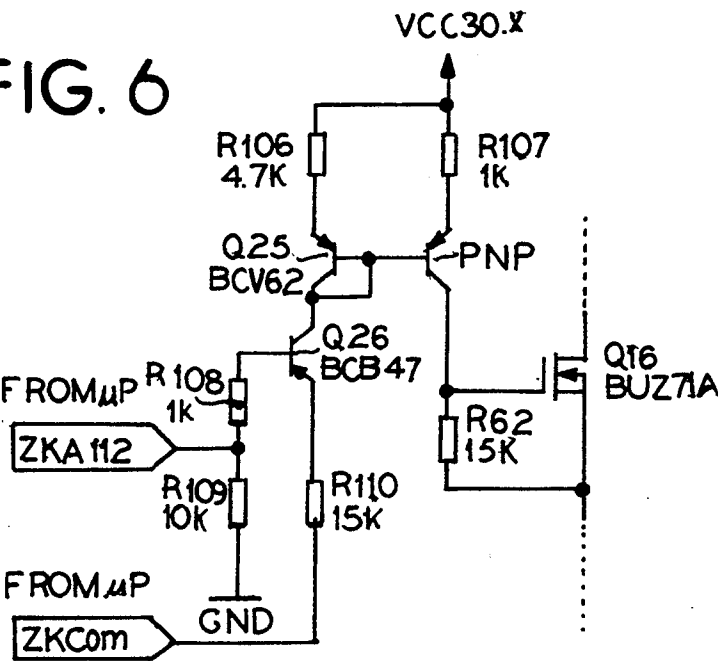 FIG. 6
VCC30.X
R106
4.7K
R107
1K
Q25
BCV62
PNP
Q26
BCB47
Q16
BUZ71A
FROMμP
R108
1K
ZKA112
R62
15K
R109
10K
R110
15K
FROMμP
GND
ZKCom